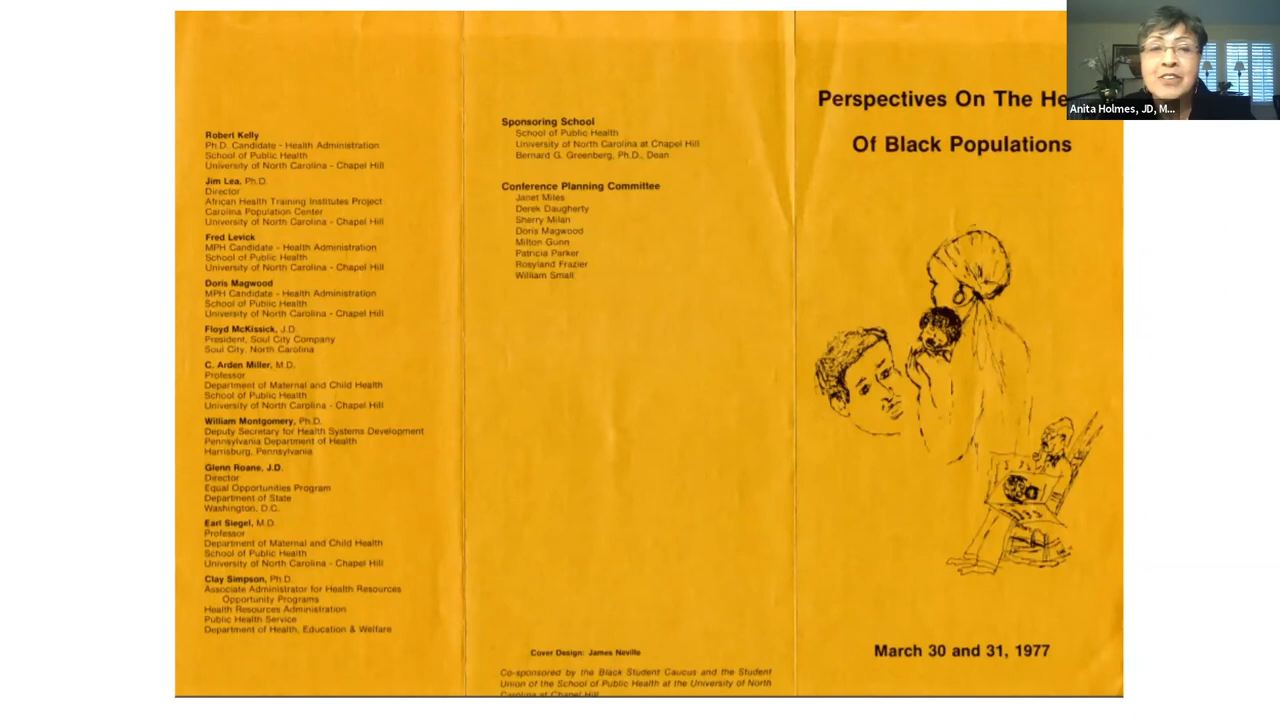 Robert Kelly
Ph.D. Candidate - Health Administration
School of Public Health
University of North Carolina - Chapel Hill
Jim Lea, Ph.D.
Director
African Health Training Institutes Project
Carolina Population Center
University of North Carolina - Chapel Hill
Fred Levick
MPH Candidate - Health Administration
School of Public Health
University of North Carolina - Chapel Hill
Doris Magwood
MPH Candidate - Health Administration
School of Public Health
University of North Carolina - Chapel Hill
Floyd McKissick, J.D.
President, Soul City Company
Soul City, North Carolina
C. Arden Miller, M.D.
Professor
Department of Maternal and Child Health
School of Public Health
University of North Carolina - Chapel Hill
William Montgomery, Ph.D.
Deputy Secretary for Health Systems Development
Pennsylvania Department of Health
Harrisburg, Pennsylvania
Glenn Roane, J.D.
Director
Equal Opportunities Program
Department of State
Washington, D.C.
Earl Siegel, M.D.
Professor
Department of Maternal and Child Health
School of Public Health
University of North Carolina - Chapel Hill
Clay Simpson, Ph.D.
Associate Administrator for Health Resources
Opportunity Programs
Health Resources Administration
Public Health Service
Department of Health, Education & Welfare
Sponsoring School
School of Public Health
University of North Carolina at Chapel Hill
Bernard G. Greenberg, Ph.D., Dean
Conference Planning Committee
Janet Miles
Derek Daugherty
Sherry Milan
Doris Magwood
Milton Gunn
Patricia Parker
Rosyland Frazier
William Small
Cover Design: James Neville
Co-sponsored by the Black Student Caucus and the Student
Union of the School of Public Health at the University of North
Carolina at Chapel Hill
Perspectives On The He
Of Black Populations
March 30 and 31, 1977
Anita Holmes, JD, M...